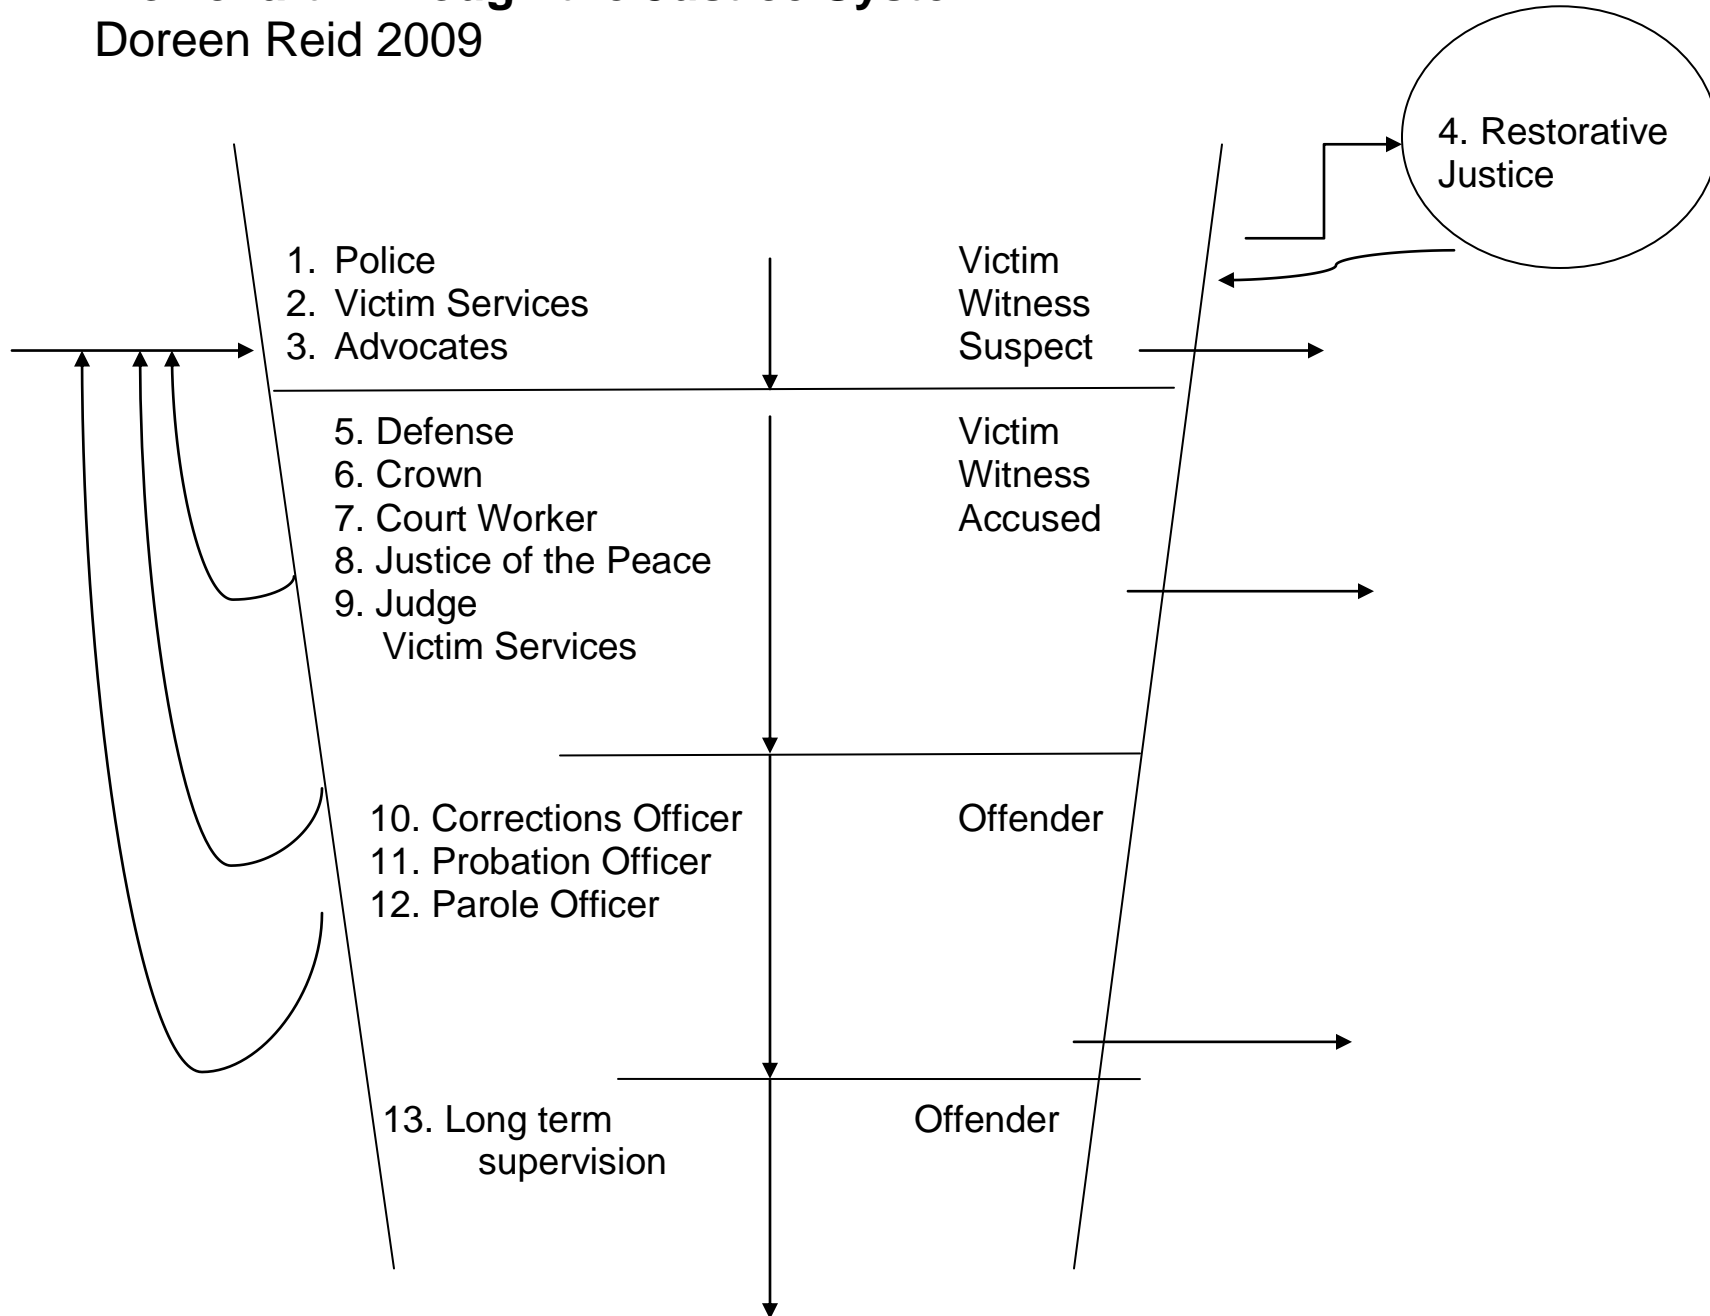 Doreen Reid 2009
4. Restorative
Justice
1. Police
2. Victim Services
3. Advocates
Victim
Witness
Suspect
5. Defense
6. Crown
7. Court Worker
8. Justice of the Peace
9. Judge
Victim Services
Victim
Witness
Accused
10. Corrections Officer
11. Probation Officer
12. Parole Officer
Offender
13. Long term
supervision
Offender